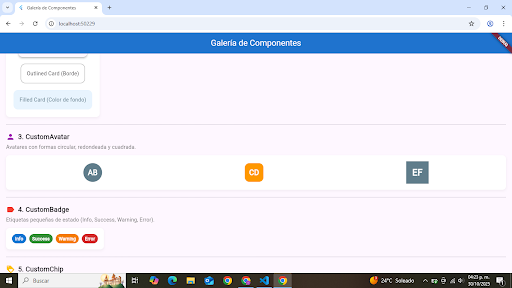 Galería de Componentes
localhost:50229
Galería de Componentes
DEBUG
Outlined Card (Borde)
Filled Card (Color de fondo)
3. CustomAvatar
Avatares con formas circular, redondeada y cuadrada.
AB
CD
EF
4. CustomBadge
Etiquetas pequeñas de estado (Info, Success, Warning, Error).
Info
Success
Warning
Error
5. CustomChip
Buscar
24°C Soleado
04:23 p. m.
30/10/2025